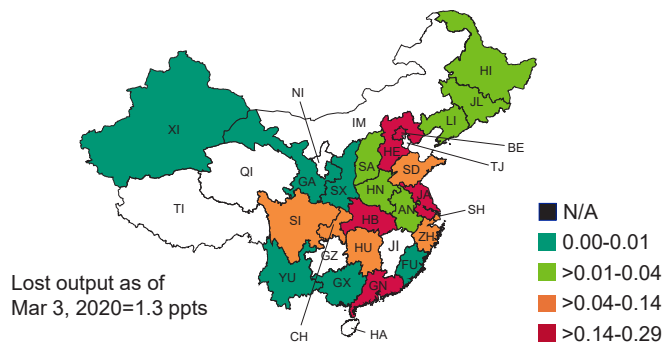 HI
JL
NI
LI
IM
XI
BE
HE
TJ
SA
SD
QI
GA
SX
HN
JA
AN
SH
TI
SI
HB
ZH
HU
JI
GZ
FU
YU
GX
GN
CH
HA
Lost output as of
Mar 3, 2020=1.3 ppts
N/A
0.00-0.01
>0.01-0.04
>0.04-0.14
>0.14-0.29